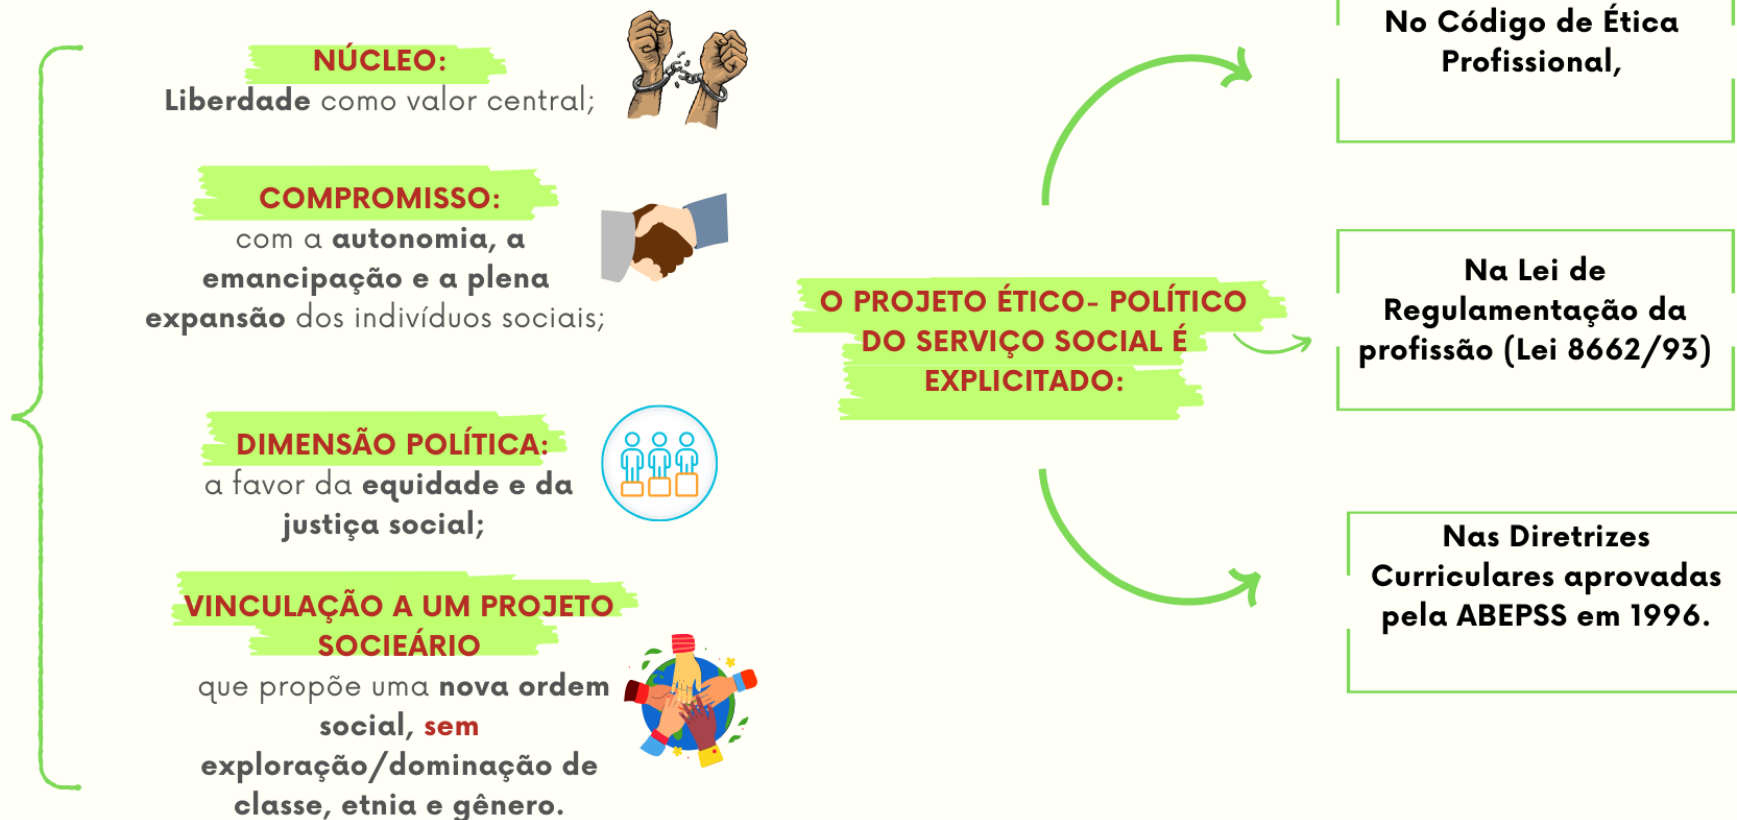 NÚCLEO:
Liberdade como valor central;
COMPROMISSO:
com a autonomia, a
emancipação e a plena
expansão dos indivíduos sociais;
DIMENSÃO POLÍTICA:
a favor da equidade e da
justiça social;
VINCULAÇÃO A UM PROJETO
SOCIEÁRIO
que propõe uma nova ordem
social, sem
exploração/dominação de
classe, etnia e gênero.
O PROJETO ÉTICO- POLÍTICO
DO SERVIÇO SOCIAL É
EXPLICITADO:
No Código de Ética
Profissional,
Na Lei de
Regulamentação da
profissão (Lei 8662/93)
Nas Diretrizes
Curriculares aprovadas
pela ABEPSS em 1996.